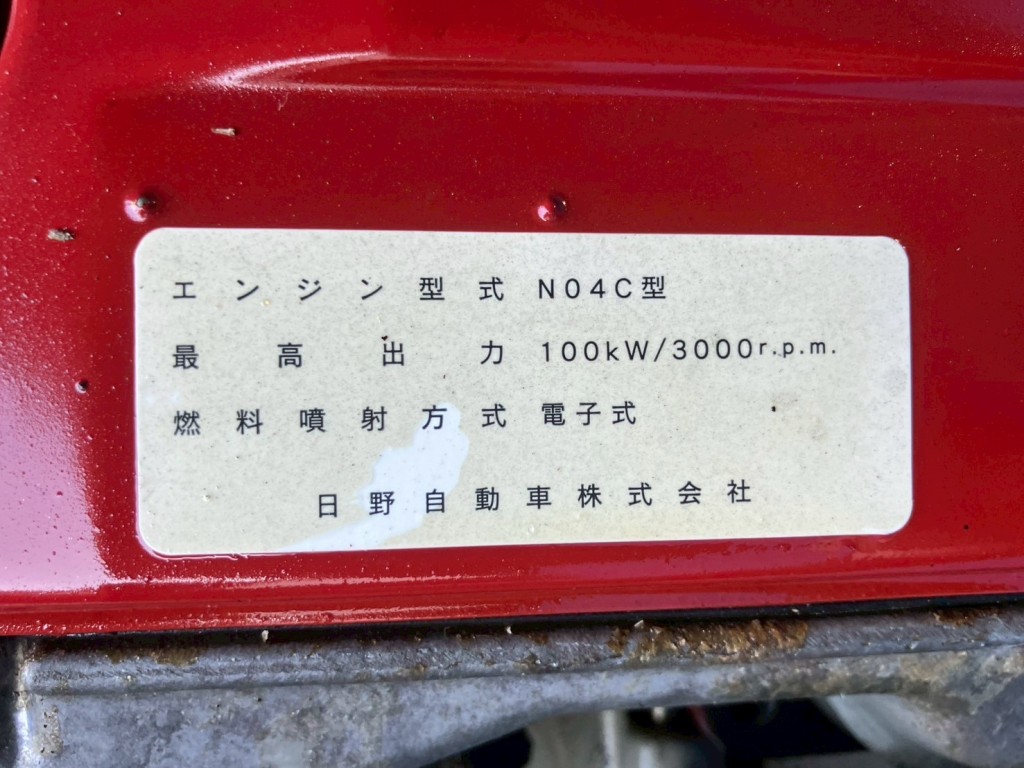 エンジン型式 N04C型
最高出力 100kW/3000r.p.m.
燃料噴射方式 電子式
日野自動車株式会社